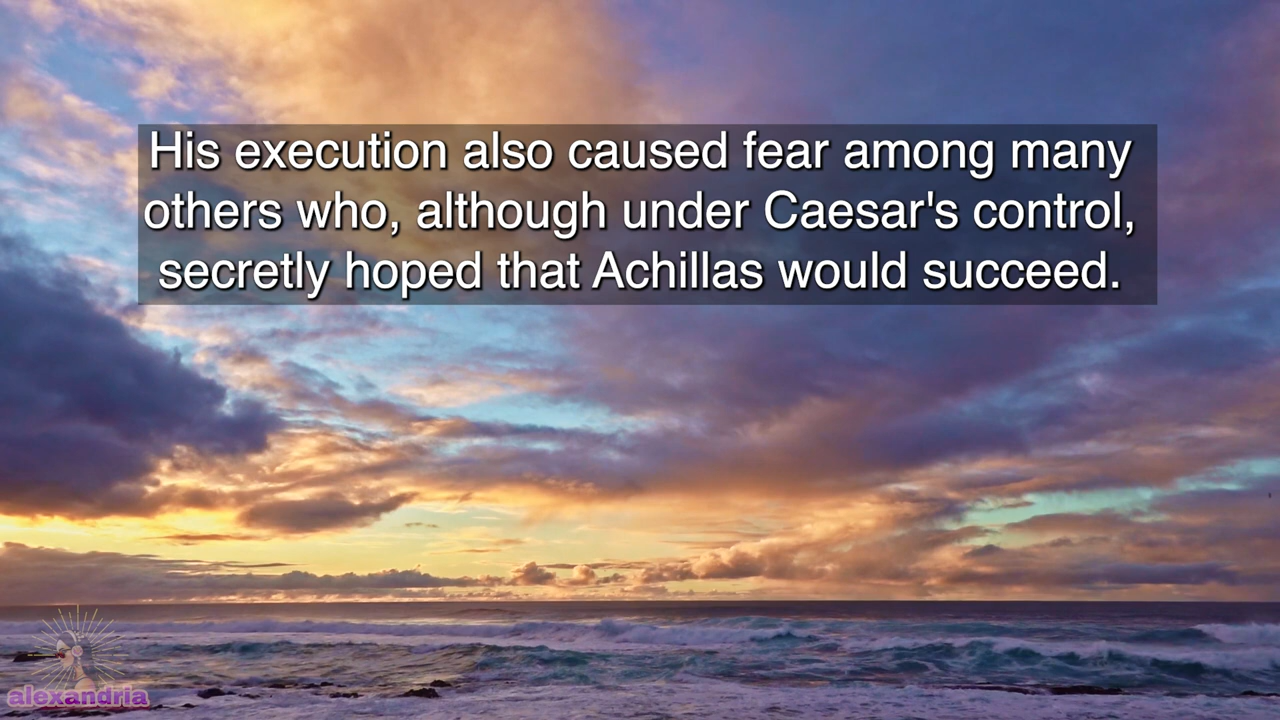 His execution also caused fear among many
others who, although under Caesar's control,
secretly hoped that Achillas would succeed.
alexandria